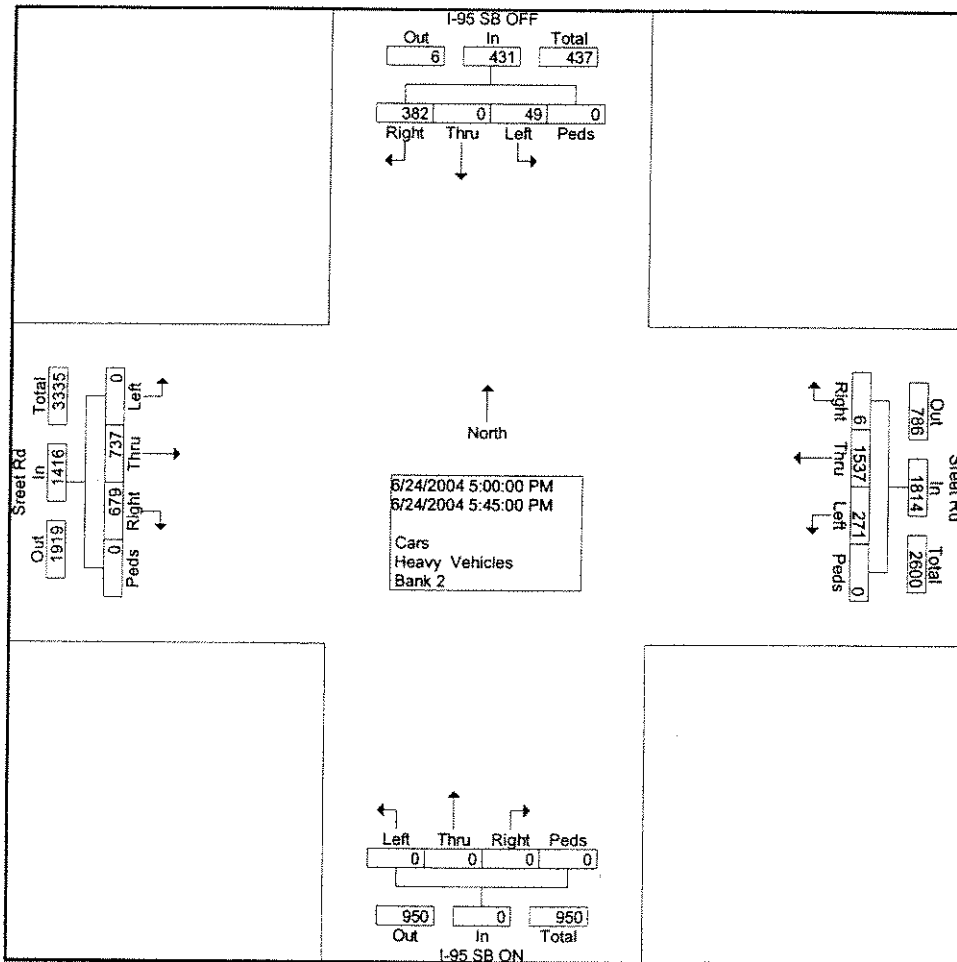 I-95 SB OFF
Out In Total
6 431 437
382 0 49 0
Right Thru Left Peds
Sreet Rd
Total In Out
3335 1416 1919
0 737 679 0
Left Thru Right Peds
North
6/24/2004 5:00:00 PM
6/24/2004 5:45:00 PM
Cars
Heavy Vehicles
Bank 2
Right Thru Left Peds
6 1537 271 0
786 1814 2600
Out In Total
Sreet Rd
Left Thru Right Peds
0 0 0 0
950 0 950
Out In Total
I-95 SB ON